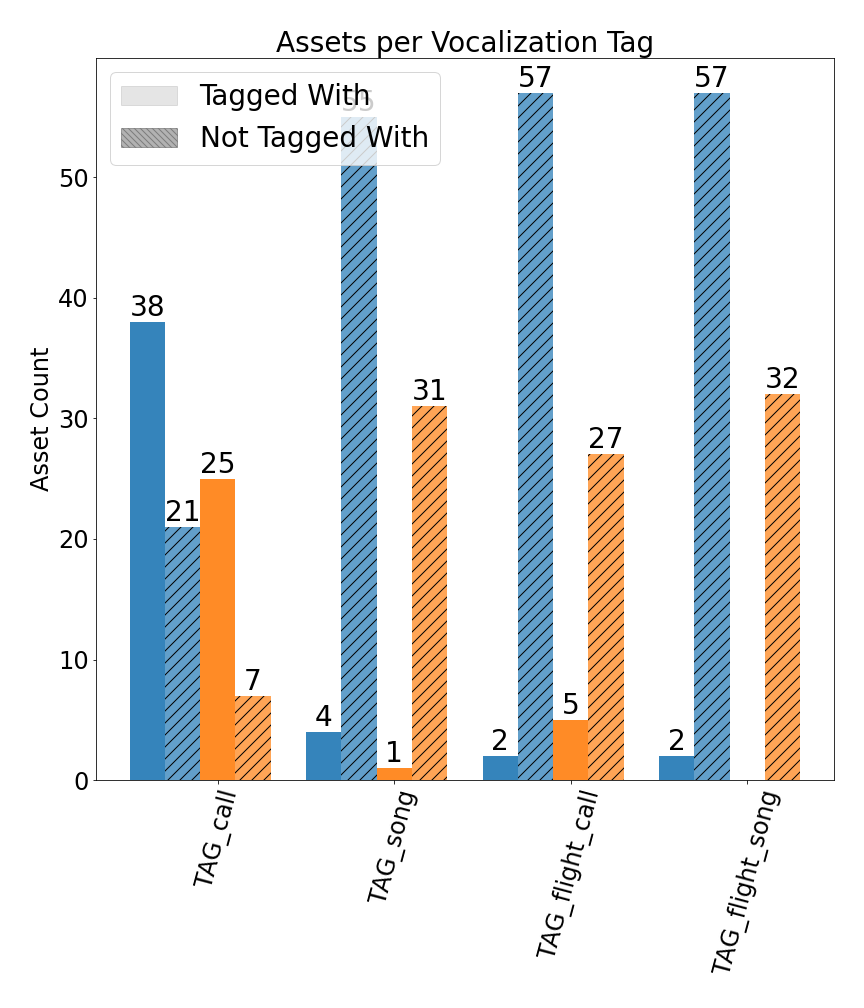 Assets per Vocalization Tag
Tagged With
Not Tagged With
Asset Count
50
40
30
20
10
0
38
21
25
7
4
55
1
31
2
57
5
27
2
57
32
TAG_call
TAG_song
TAG_flight_call
TAG_flight_song